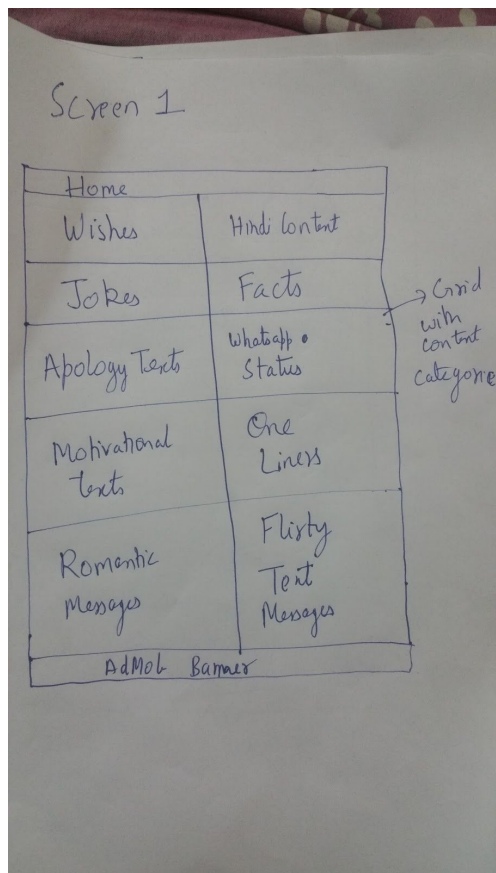 Screen 1
Home
Wishes
Hindi Content
Jokes
Facts
Grid
with
content
categorie
Apology Texts
Whatsapp
Status
Motivational
Texts
One
Liners
Romantic
Messages
Flirty
Text
Messages
AdMob Banner